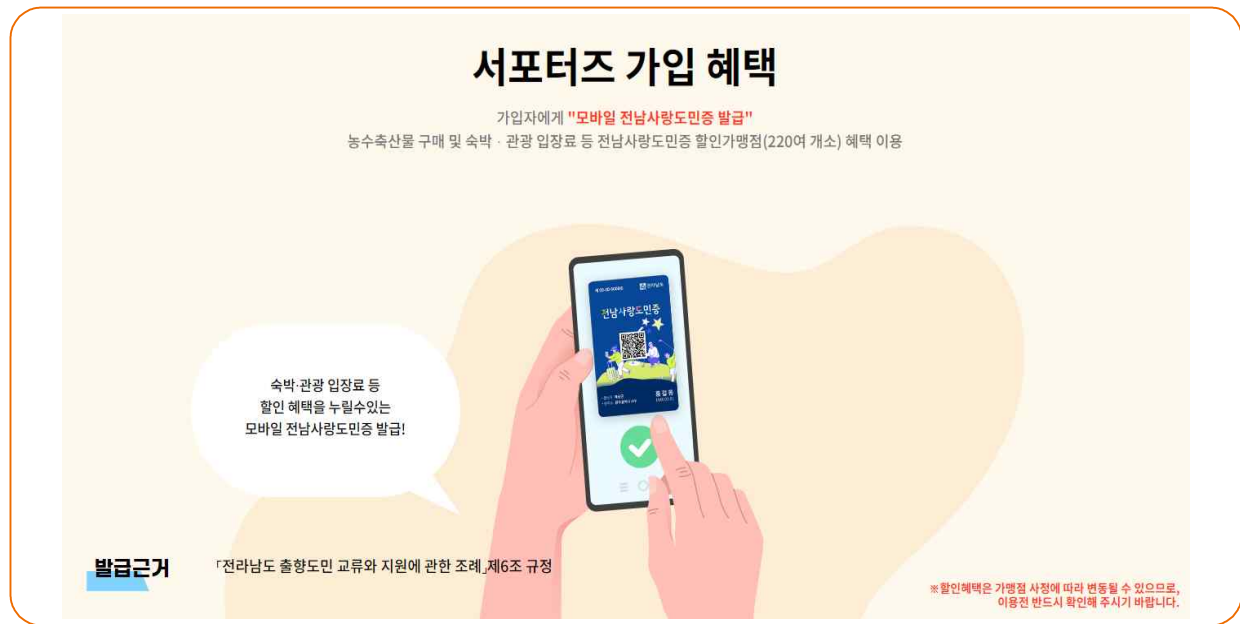 서포터즈 가입 혜택
가입자에게 "모바일 전남사랑도민증 발급"
농수축산물 구매 및 숙박 · 관광 입장료 등 전남사랑도민증 할인가맹점(220여 개소) 혜택 이용
전라남도
전남사랑도민증
홍길동
숙박·관광 입장료 등
할인 혜택을 누릴수있는
모바일 전남사랑도민증 발급!
발급근거
「전라남도 출향도민 교류와 지원에 관한 조례」제6조 규정
※할인혜택은 가맹점 사정에 따라 변동될 수 있으므로,
이용전 반드시 확인해 주시기 바랍니다.